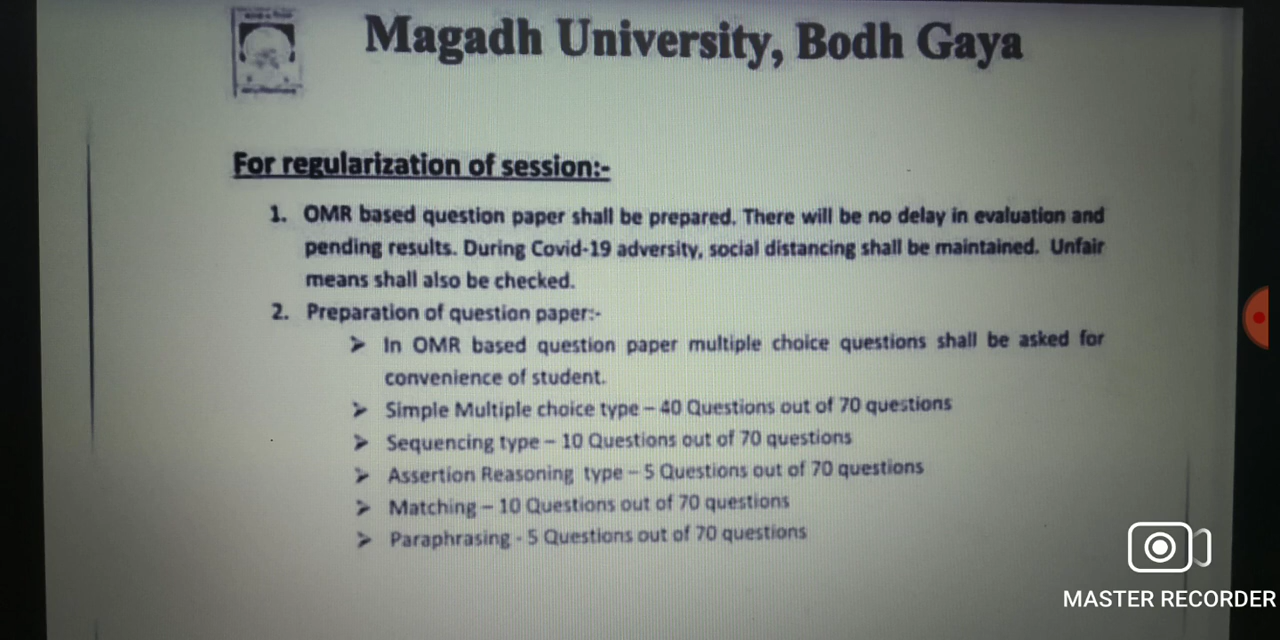 Magadh University, Bodh Gaya
For regularization of session:-
1. OMR based question paper shall be prepared. There will be no delay in evaluation and
pending results. During Covid-19 adversity, social distancing shall be maintained. Unfair
means shall also be checked.
2. Preparation of question paper:-
➢ In OMR based question paper multiple choice questions shall be asked for
convenience of student.
➢ Simple Multiple choice type – 40 Questions out of 70 questions
➢ Sequencing type – 10 Questions out of 70 questions
➢ Assertion Reasoning type – 5 Questions out of 70 questions
➢ Matching – 10 Questions out of 70 questions
➢ Paraphrasing - 5 Questions out of 70 questions
MASTER RECORDER